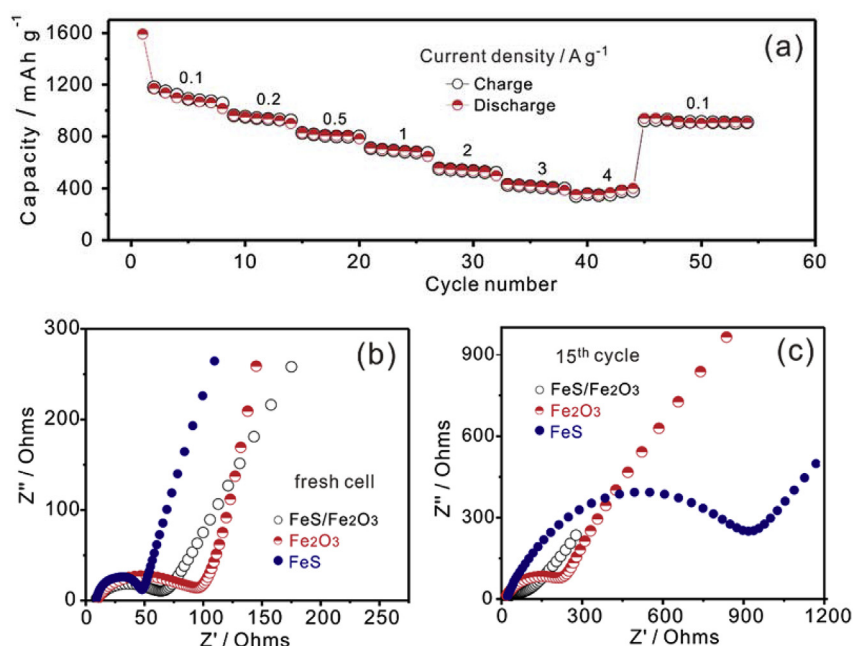 (a)
Current density / A g⁻¹
Charge
Discharge
0.1
0.2
0.5
1
2
3
4
0.1
Capacity / mAh g⁻¹
1600
1200
800
400
0
0 10 20 30 40 50 60
Cycle number
(b)
fresh cell
FeS/Fe₂O₃
Fe₂O₃
FeS
Z'' / Ohms
300
200
100
0
0 50 100 150 200 250
Z' / Ohms
(c)
15ᵗʰ cycle
FeS/Fe₂O₃
Fe₂O₃
FeS
Z'' / Ohms
900
600
300
0
0 300 600 900 1200
Z' / Ohms